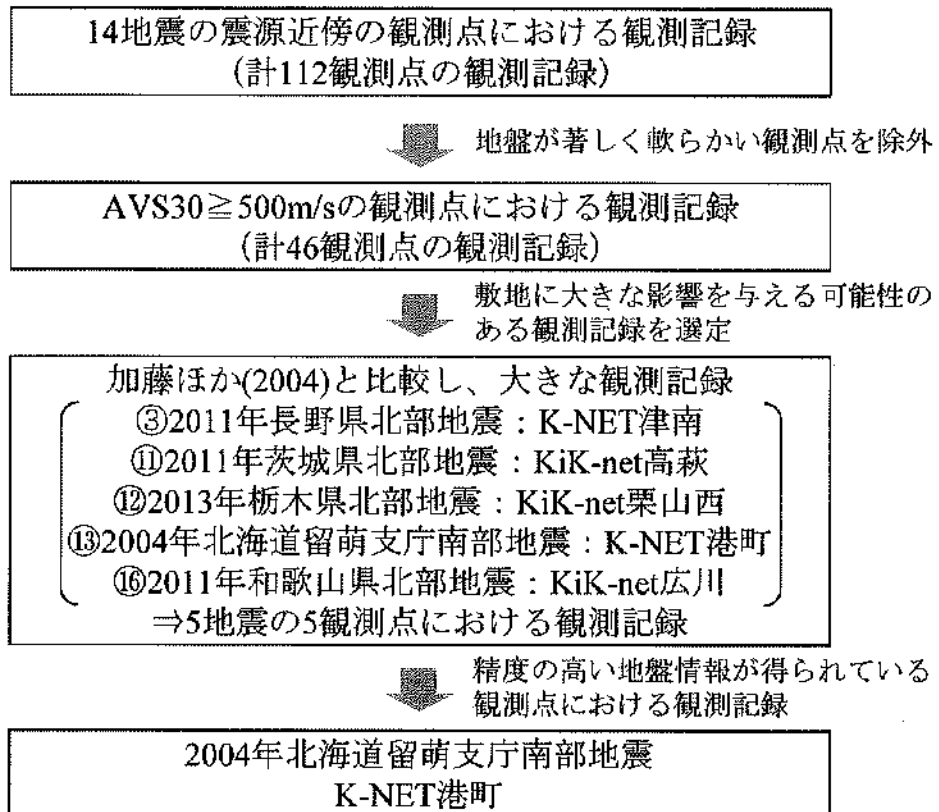 14地震の震源近傍の観測点における観測記録
(計112観測点の観測記録)
地盤が著しく軟らかい観測点を除外
AVS30≧500m/sの観測点における観測記録
(計46観測点の観測記録)
敷地に大きな影響を与える可能性の
ある観測記録を選定
加藤ほか(2004)と比較し、大きな観測記録
③2011年長野県北部地震：K-NET津南
⑪2011年茨城県北部地震：KiK-net高萩
⑫2013年栃木県北部地震：KiK-net栗山西
⑬2004年北海道留萌支庁南部地震：K-NET港町
⑯2011年和歌山県北部地震：KiK-net広川
⇒5地震の5観測点における観測記録
精度の高い地盤情報が得られている
観測点における観測記録
2004年北海道留萌支庁南部地震
K-NET港町